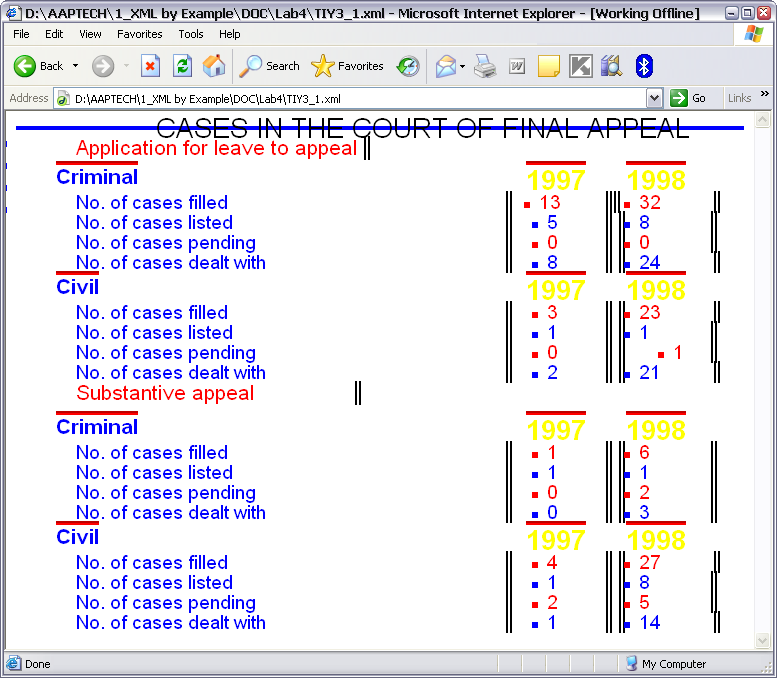 D:\AAPTECH\1_XML by Example\DOC\Lab4\TIY3_1.xml - Microsoft Internet Explorer - [Working Offline]
File Edit View Favorites Tools Help
Back Search Favorites
Address D:\AAPTECH\1_XML by Example\DOC\Lab4\TIY3_1.xml Go Links
CASES IN THE COURT OF FINAL APPEAL
Application for leave to appeal
Criminal 1997 1998
No. of cases filled 13 32
No. of cases listed 5 8
No. of cases pending 0 0
No. of cases dealt with 8 24
Civil 1997 1998
No. of cases filled 3 23
No. of cases listed 1 1
No. of cases pending 0 1
No. of cases dealt with 2 21
Substantive appeal
Criminal 1997 1998
No. of cases filled 1 6
No. of cases listed 1 1
No. of cases pending 0 2
No. of cases dealt with 0 3
Civil 1997 1998
No. of cases filled 4 27
No. of cases listed 1 8
No. of cases pending 2 5
No. of cases dealt with 1 14
Done My Computer